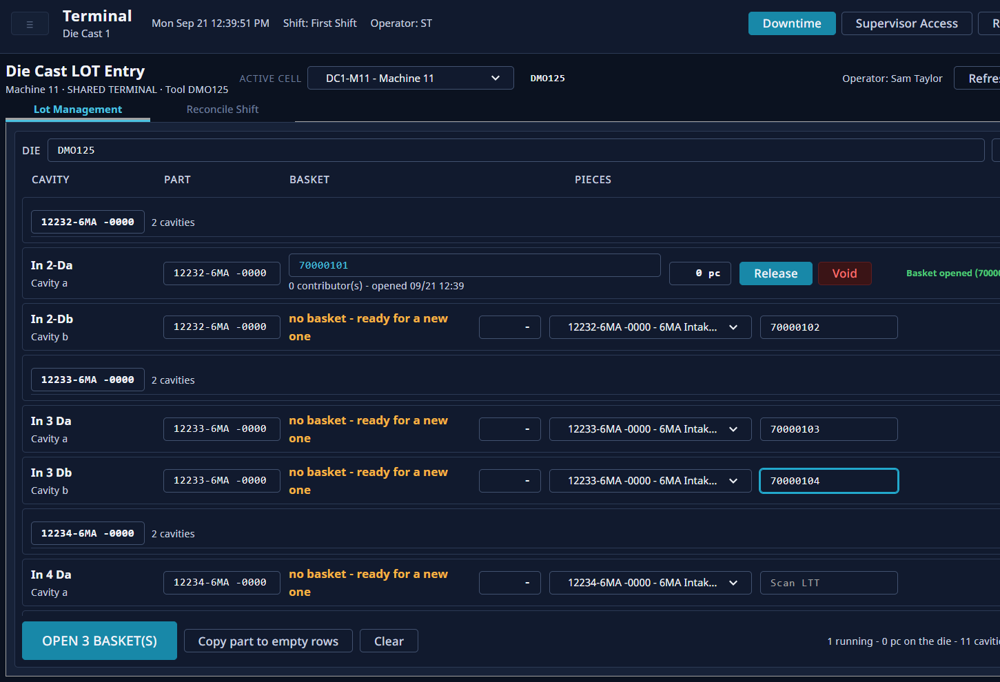 Terminal
Die Cast 1
Mon Sep 21 12:39:51 PM Shift: First Shift Operator: ST
Downtime
Supervisor Access
Die Cast LOT Entry
Machine 11 · SHARED TERMINAL · Tool DMO125
ACTIVE CELL DC1-M11 - Machine 11 DMO125
Operator: Sam Taylor
Lot Management Reconcile Shift
DIE DMO125
CAVITY PART BASKET PIECES
12232-6MA -0000 2 cavities
In 2-Da
Cavity a
12232-6MA -0000
70000101
0 contributor(s) - opened 09/21 12:39
0 pc
Release
Void
Basket opened
In 2-Db
Cavity b
12232-6MA -0000
no basket - ready for a new
one
-
12232-6MA -0000 - 6MA Intak...
70000102
12233-6MA -0000 2 cavities
In 3 Da
Cavity a
12233-6MA -0000
no basket - ready for a new
one
-
12233-6MA -0000 - 6MA Intak...
70000103
In 3 Db
Cavity b
12233-6MA -0000
no basket - ready for a new
one
-
12233-6MA -0000 - 6MA Intak...
70000104
12234-6MA -0000 2 cavities
In 4 Da
Cavity a
12234-6MA -0000
no basket - ready for a new
one
-
12234-6MA -0000 - 6MA Intak...
Scan LTT
OPEN 3 BASKET(S)
Copy part to empty rows
Clear
1 running - 0 pc on the die - 11